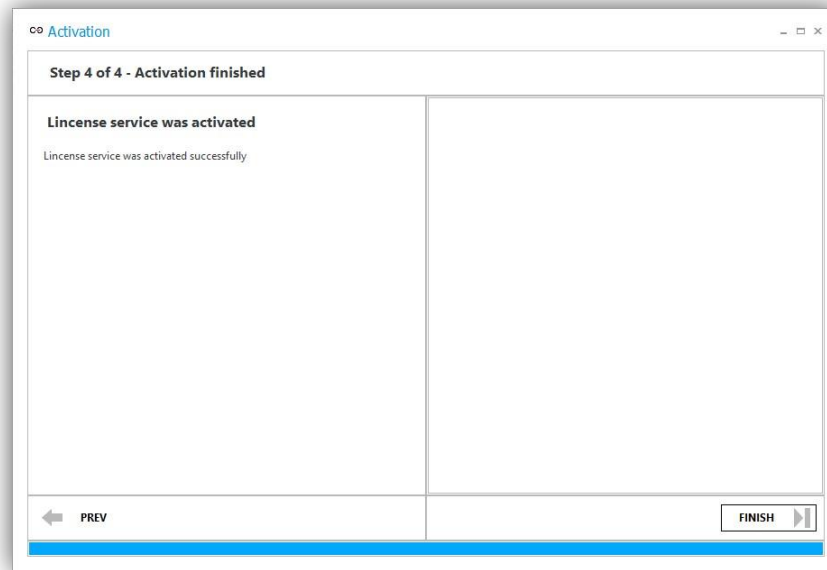 Activation
Step 4 of 4 - Activation finished
Lincense service was activated
Lincense service was activated successfully
PREV
FINISH